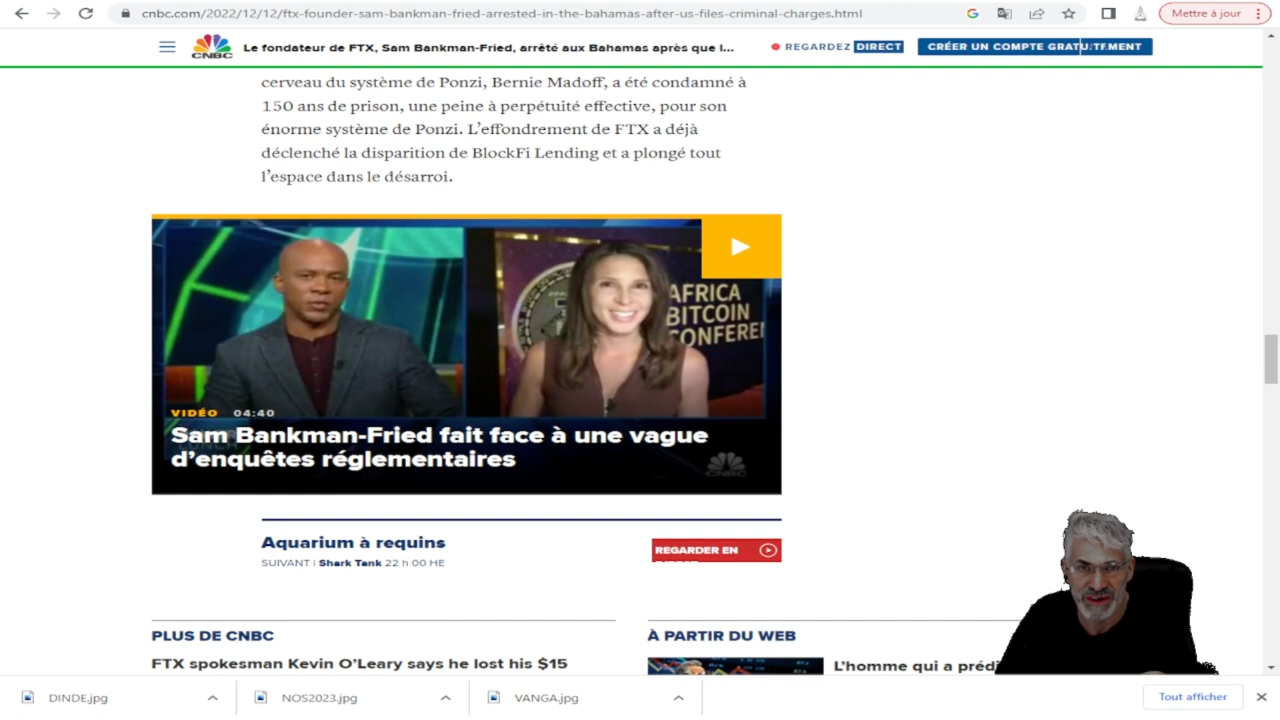 cnbc.com/2022/12/12/ftx-founder-sam-bankman-fried-arrested-in-the-bahamas-after-us-files-criminal-charges.html
Mettre à jour
CNBC
Le fondateur de FTX, Sam Bankman-Fried, arrêté aux Bahamas après que l...
REGARDEZ DIRECT
CRÉER UN COMPTE GRATUITEMENT
cerveau du système de Ponzi, Bernie Madoff, a été condamné à
150 ans de prison, une peine à perpétuité effective, pour son
énorme système de Ponzi. L’effondrement de FTX a déjà
déclenché la disparition de BlockFi Lending et a plongé tout
l’espace dans le désarroi.
AFRICA
BITCOIN
CONFEREN
VIDÉO 04:40
Sam Bankman-Fried fait face à une vague
d’enquêtes réglementaires
CNBC
Aquarium à requins
SUIVANT | Shark Tank 22 h 00 HE
REGARDER EN
DIRECT
PLUS DE CNBC
FTX spokesman Kevin O’Leary says he lost his $15
À PARTIR DU WEB
L’homme qui a prédi
DINDE.jpg
NOS2023.jpg
VANGA.jpg
Tout afficher